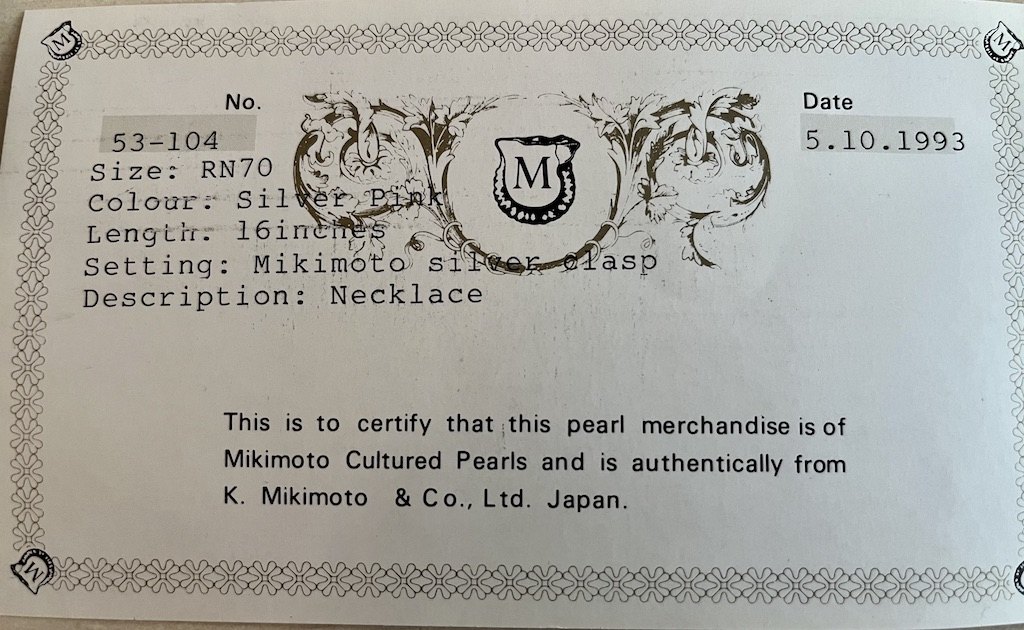 No.
Date
53-104
5.10.1993
Size: RN70
Colour: Silver Pink
Length: 16inches
Setting: Mikimoto silver clasp
Description: Necklace
M
This is to certify that this pearl merchandise is of
Mikimoto Cultured Pearls and is authentically from
K. Mikimoto & Co., Ltd. Japan.
M
M
M